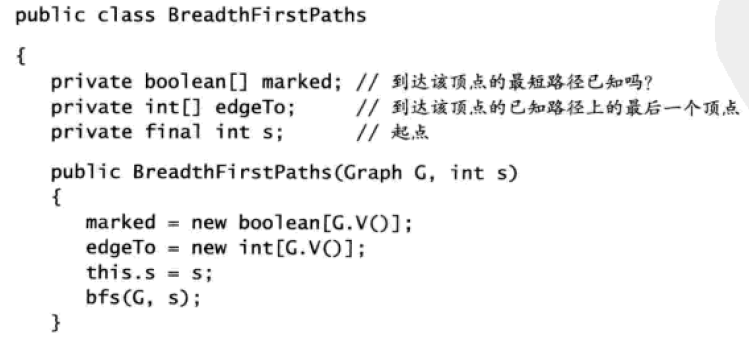 public class BreadthFirstPaths
{
private boolean[] marked; // 到达该顶点的最短路径已知吗?
private int[] edgeTo; // 到达该顶点的已知路径上的最后一个顶点
private final int s; // 起点
public BreadthFirstPaths(Graph G, int s)
{
marked = new boolean[G.V()];
edgeTo = new int[G.V()];
this.s = s;
bfs(G, s);
}